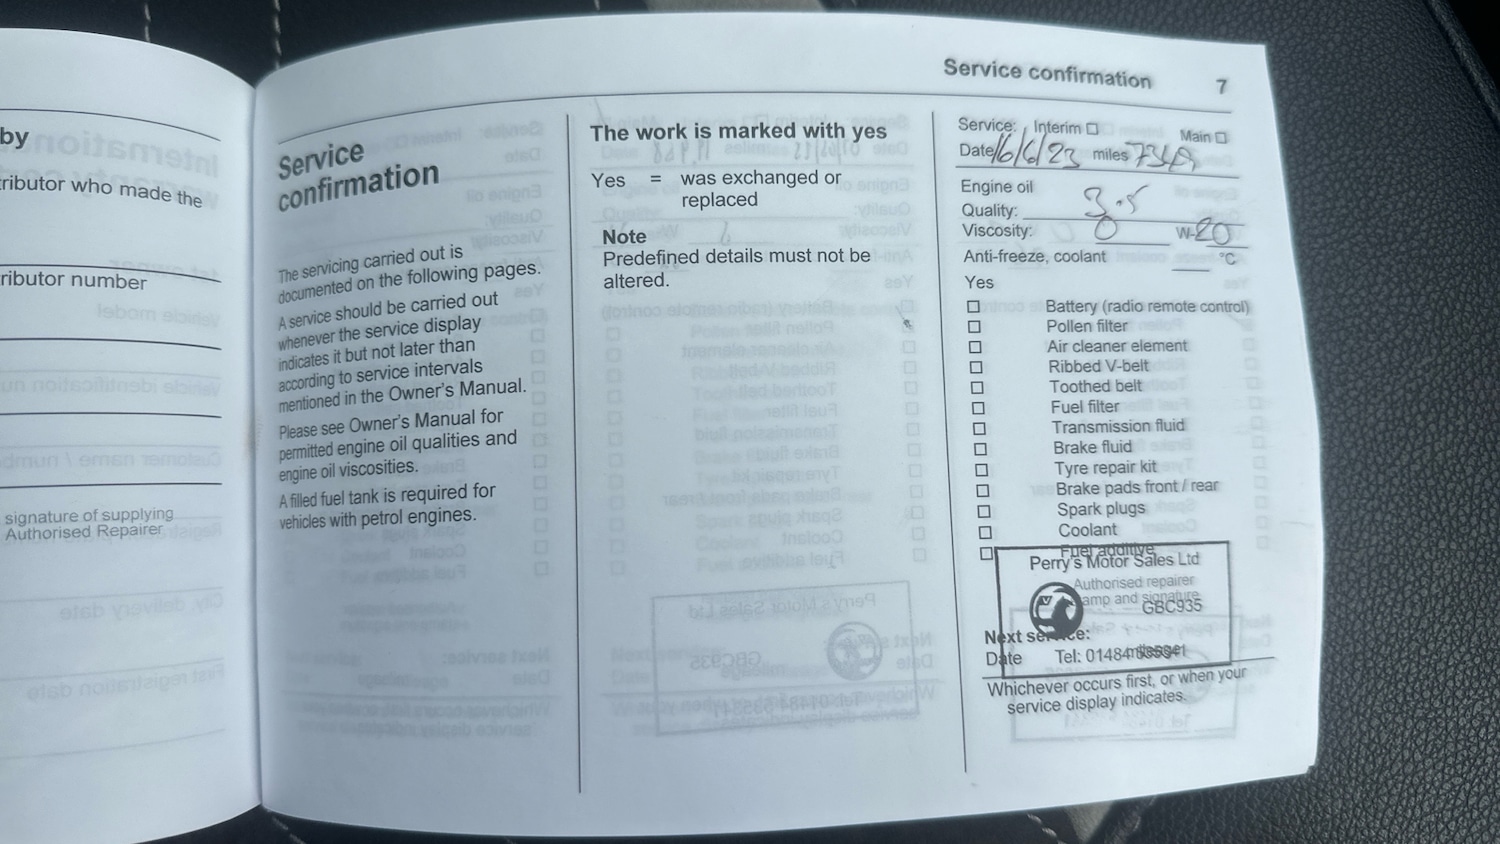 by
tributor who made the
tributor number
signature of supplying
Authorised Repairer
Service confirmation 7
Service
confirmation
The servicing carried out is
documented on the following pages.
A service should be carried out
whenever the service display
indicates it but not later than
according to service intervals
mentioned in the Owner's Manual.
Please see Owner's Manual for
permitted engine oil qualities and
engine oil viscosities.
A filled fuel tank is required for
vehicles with petrol engines.
The work is marked with yes
Yes = was exchanged or
replaced
Note
Predefined details must not be
altered.
Service: Interim Main
Date 16/6/23 miles
Engine oil
Quality: 3.5
Viscosity: 0 W-20
Anti-freeze, coolant °C
Yes
Battery (radio remote control)
Pollen filter
Air cleaner element
Ribbed V-belt
Toothed belt
Fuel filter
Transmission fluid
Brake fluid
Tyre repair kit
Brake pads front / rear
Spark plugs
Coolant
Fuel additive
Perry's Motor Sales Ltd
Authorised repairer
amp and signature
GBC935
Next service:
Date Tel: 01484
Whichever occurs first, or when your
service display indicates.